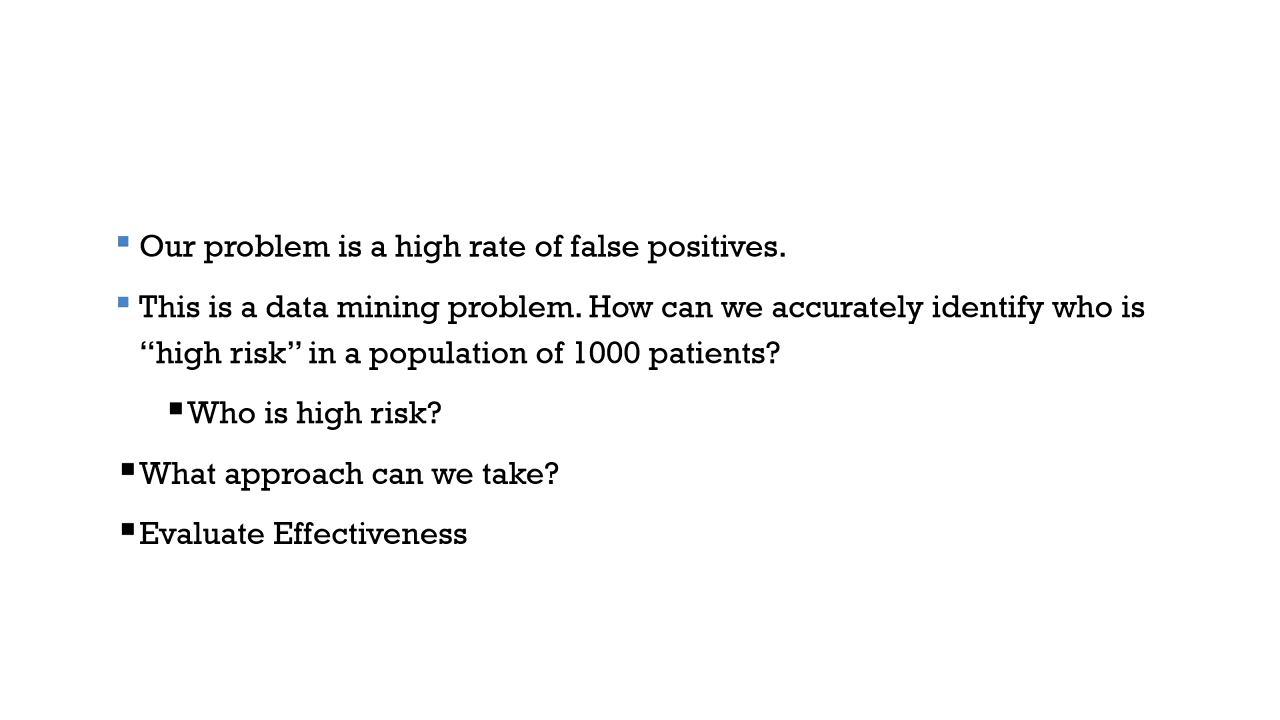 ▪ Our problem is a high rate of false positives.
▪ This is a data mining problem. How can we accurately identify who is
“high risk” in a population of 1000 patients?
▪ Who is high risk?
▪ What approach can we take?
▪ Evaluate Effectiveness